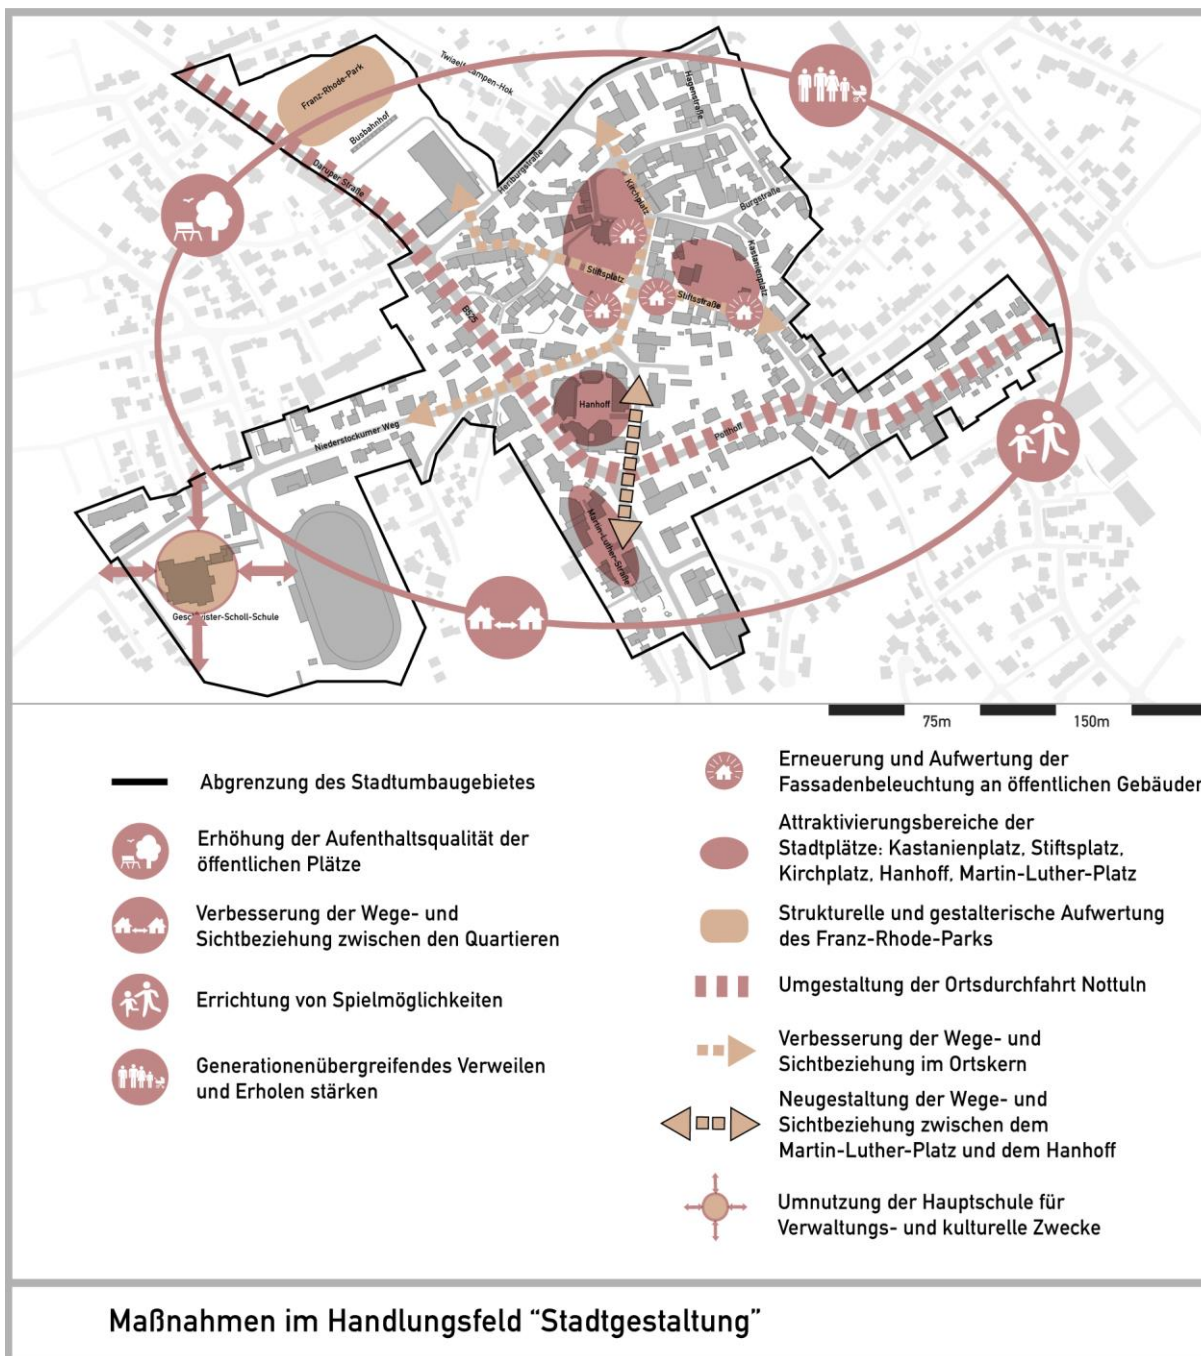 Franz-Rhode-Park
Twiaelfkampen-Hok
Busbahnhof
Hagenstraße
Daruper Straße
Heriburgstraße
Kirchplatz
Burgstraße
Kastanienplatz
Stiftsplatz
Stiftsstraße
B525
Hanhoff
Niederstockumer Weg
Potthoff
Martin-Luther-Straße
Geschwister-Scholl-Schule
75m
150m
Abgrenzung des Stadtumbaugebietes
Erhöhung der Aufenthaltsqualität der
öffentlichen Plätze
Verbesserung der Wege- und
Sichtbeziehung zwischen den Quartieren
Errichtung von Spielmöglichkeiten
Generationenübergreifendes Verweilen
und Erholen stärken
Erneuerung und Aufwertung der
Fassadenbeleuchtung an öffentlichen Gebäuden
Attraktivierungsbereiche der
Stadtplätze: Kastanienplatz, Stiftsplatz,
Kirchplatz, Hanhoff, Martin-Luther-Platz
Strukturelle und gestalterische Aufwertung
des Franz-Rhode-Parks
Umgestaltung der Ortsdurchfahrt Nottuln
Verbesserung der Wege- und
Sichtbeziehung im Ortskern
Neugestaltung der Wege- und
Sichtbeziehung zwischen dem
Martin-Luther-Platz und dem Hanhoff
Umnutzung der Hauptschule für
Verwaltungs- und kulturelle Zwecke
Maßnahmen im Handlungsfeld "Stadtgestaltung"